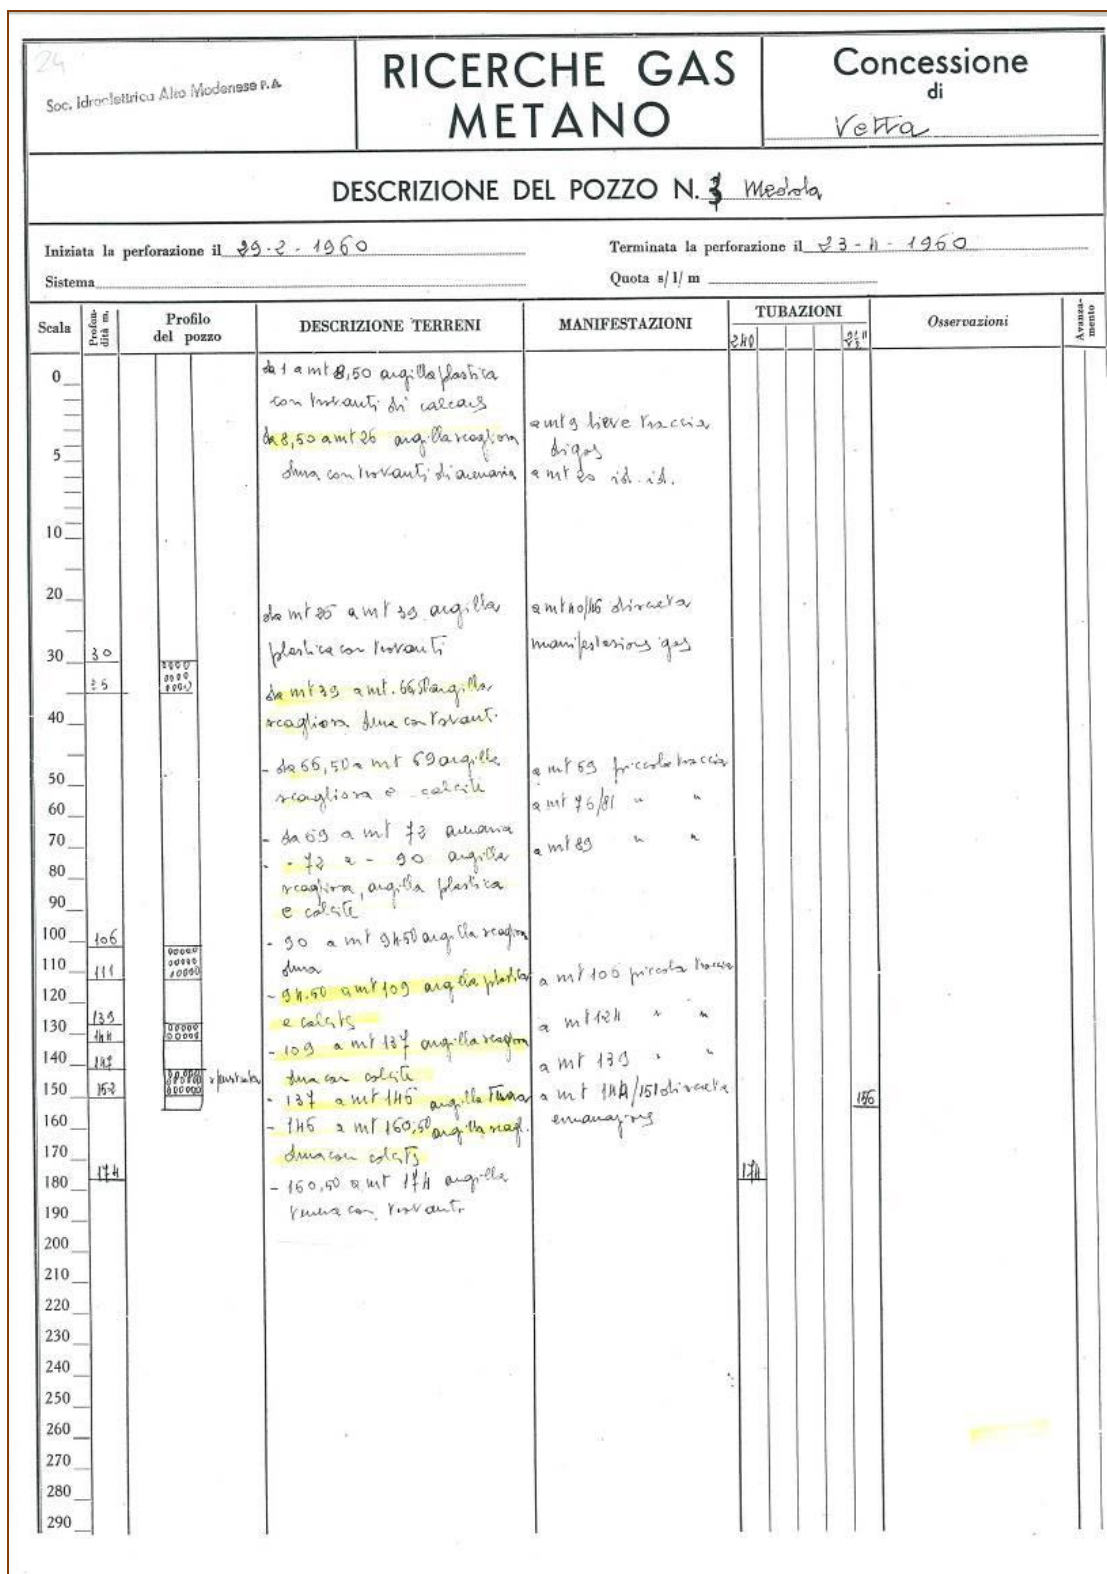 24
Soc. Idroelettrica Alto Modenese P.A.
RICERCHE GAS
METANO
Concessione
di
Vetta
DESCRIZIONE DEL POZZO N. 3 Medola
Iniziata la perforazione il 29-2-1960
Terminata la perforazione il 23-4-1960
Sistema
Quota s/l/m
Scala
Profondità m.
Profilo
del pozzo
DESCRIZIONE TERRENI
MANIFESTAZIONI
TUBAZIONI
240
Osservazioni
Avanzamento
da 1 a mt 8,50 argilla plastica
con trovanti di calcare
da 8,50 a mt 26 argilla scagliosa
dura con trovanti di arenaria
da mt 26 a mt 39 argilla
plastica con trovanti
da mt 39 a mt. 66,50 argilla
scagliosa dura con trovanti
- da 66,50 a mt 69 argilla
scagliosa e calcite
- da 69 a mt 72 arenaria
- - 72 a - 90 argilla
scagliosa, argilla plastica
e calcite
- 90 a mt 94.50 argilla scagliosa
dura
- 94.50 a mt 109 argilla plastica
e calcite
- 109 a mt 137 argilla scagliosa
dura con calcite
- 137 a mt 146 argilla
- 146 a mt 160,50 argilla scagl.
dura con calcite
- 160,50 a mt 174 argilla
con trovanti
a mt 9 lieve traccia
di gas
a mt 20 id. id.
a mt 40/46 discreta
manifestazione gas
a mt 69 piccola traccia
a mt 76/81 " "
a mt 89 " "
a mt 106 piccola traccia
a mt 124 " "
a mt 139 " "
a mt 144/151 discreta
emanazione
0
5
10
20
30
40
50
60
70
80
90
100
110
120
130
140
150
160
170
180
190
200
210
220
230
240
250
260
270
280
290
30
35
106
111
139
144
147
152
174
174
156